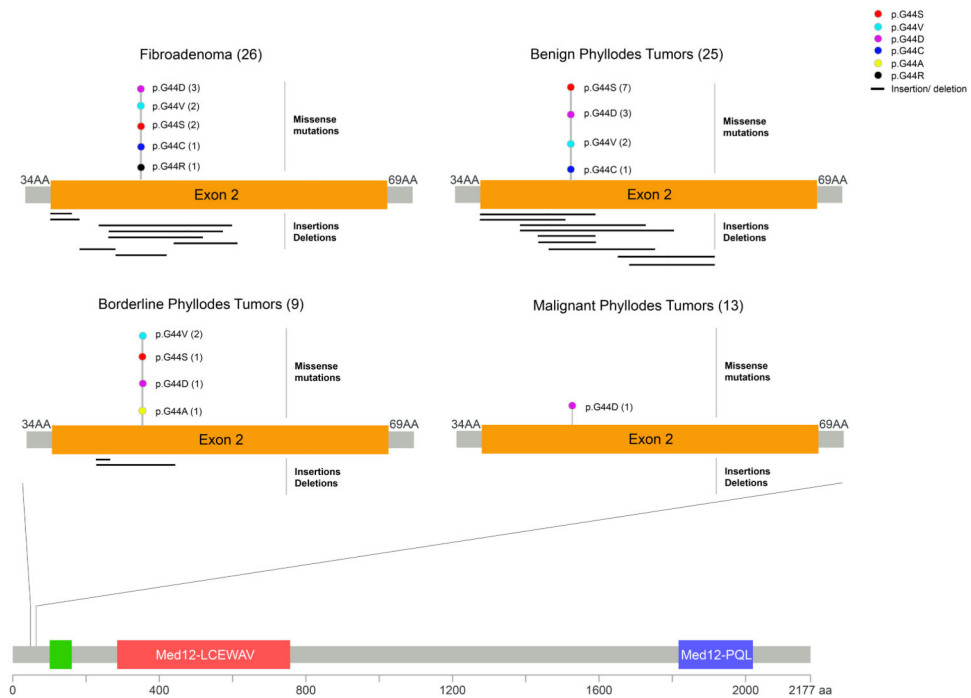 p.G44S
p.G44V
p.G44D
p.G44C
p.G44A
p.G44R
Insertion/ deletion
Fibroadenoma (26)
p.G44D (3)
p.G44V (2)
p.G44S (2)
p.G44C (1)
p.G44R (1)
Missense
mutations
34AA
69AA
Exon 2
Insertions
Deletions
Benign Phyllodes Tumors (25)
p.G44S (7)
p.G44D (3)
p.G44V (2)
p.G44C (1)
Missense
mutations
34AA
69AA
Exon 2
Insertions
Deletions
Borderline Phyllodes Tumors (9)
p.G44V (2)
p.G44S (1)
p.G44D (1)
p.G44A (1)
Missense
mutations
34AA
69AA
Exon 2
Insertions
Deletions
Malignant Phyllodes Tumors (13)
p.G44D (1)
Missense
mutations
34AA
69AA
Exon 2
Insertions
Deletions
Med12-LCEWAV
Med12-PQL
0 400 800 1200 1600 2000 2177 aa